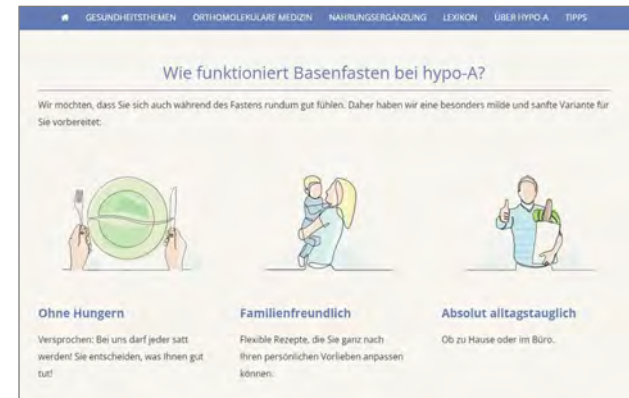 GESUNDHEITSTHEMEN ORTHOMOLEKULARE MEDIZIN NAHRUNGSERGÄNZUNG LEXIKON ÜBER HYPO-A TIPPS
Wie funktioniert Basenfasten bei hypo-A?
Wir möchten, dass Sie sich auch während des Fastens rundum gut fühlen. Daher haben wir eine besonders milde und sanfte Variante für
Sie vorbereitet:
Ohne Hungern
Versprochen: Bei uns darf jeder satt
werden! Sie entscheiden, was Ihnen gut
tut!
Familienfreundlich
Flexible Rezepte, die Sie ganz nach
Ihren persönlichen Vorlieben anpassen
können.
Absolut alltagstauglich
Ob zu Hause oder im Büro.